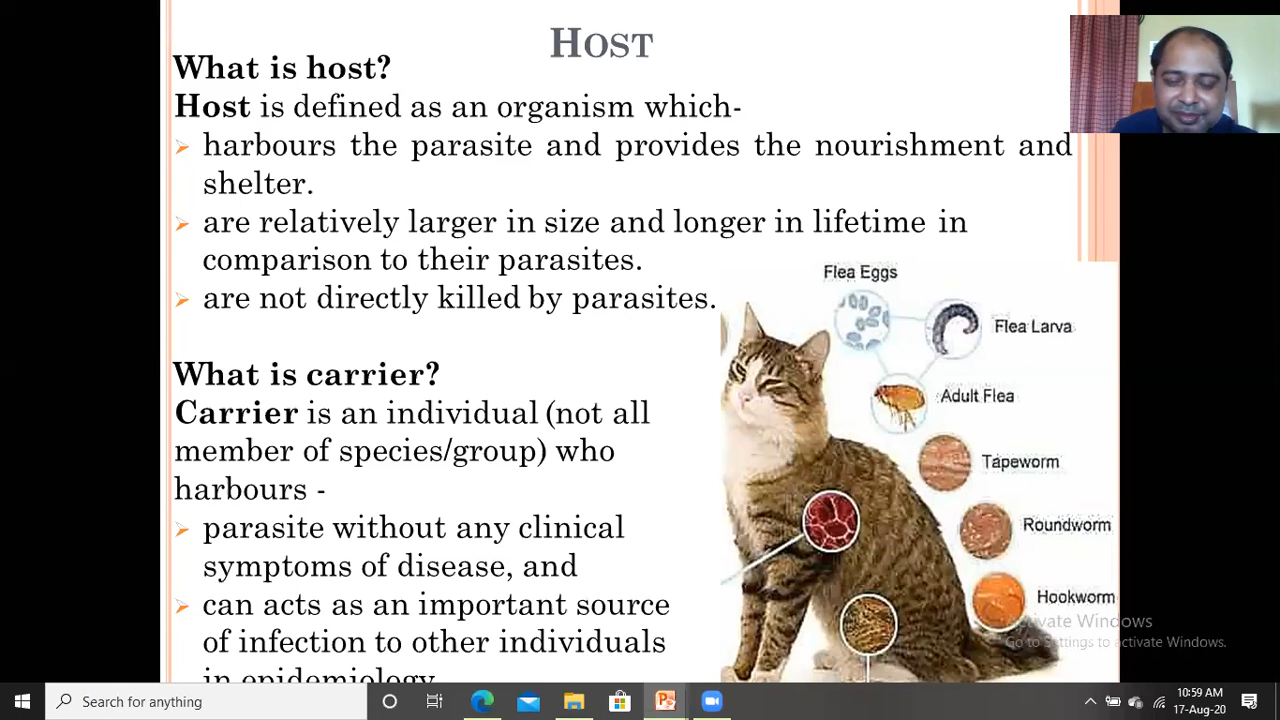 HOST
What is host?
Host is defined as an organism which-
harbours the parasite and provides the nourishment and
shelter.
are relatively larger in size and longer in lifetime in
comparison to their parasites.
are not directly killed by parasites.
What is carrier?
Carrier is an individual (not all
member of species/group) who
harbours -
parasite without any clinical
symptoms of disease, and
can acts as an important source
of infection to other individuals
in epidemiology
Flea Eggs
Flea Larva
Adult Flea
Tapeworm
Roundworm
Hookworm
Activate Windows
Go to Settings to activate Windows.
Search for anything
10:59 AM
17-Aug-20